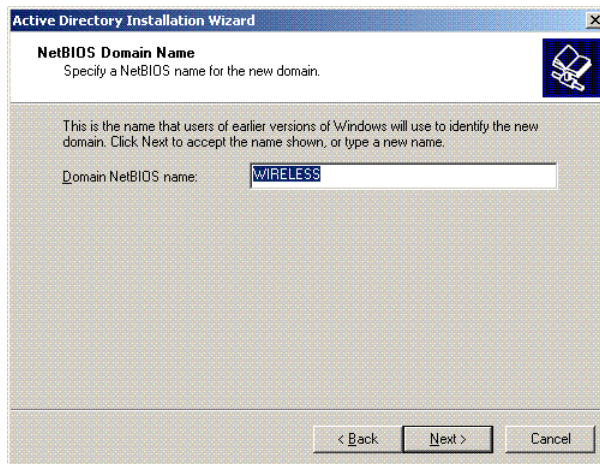 Active Directory Installation Wizard
NetBIOS Domain Name
Specify a NetBIOS name for the new domain.
This is the name that users of earlier versions of Windows will use to identify the new
domain. Click Next to accept the name shown, or type a new name.
Domain NetBIOS name: WIRELESS
< Back Next > Cancel